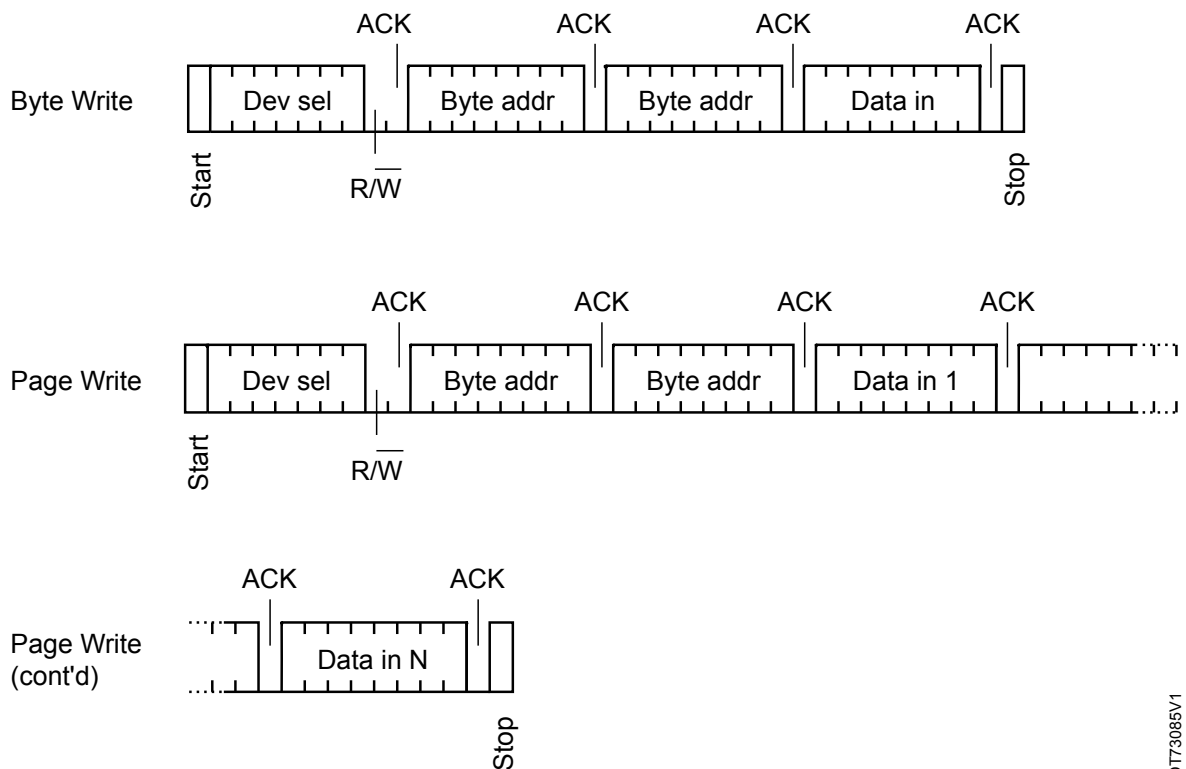 ACK ACK ACK ACK
Byte Write Dev sel Byte addr Byte addr Data in
Start R/W Stop
ACK ACK ACK ACK
Page Write Dev sel Byte addr Byte addr Data in 1
Start R/W
ACK ACK
Page Write
(cont'd)
Data in N
Stop